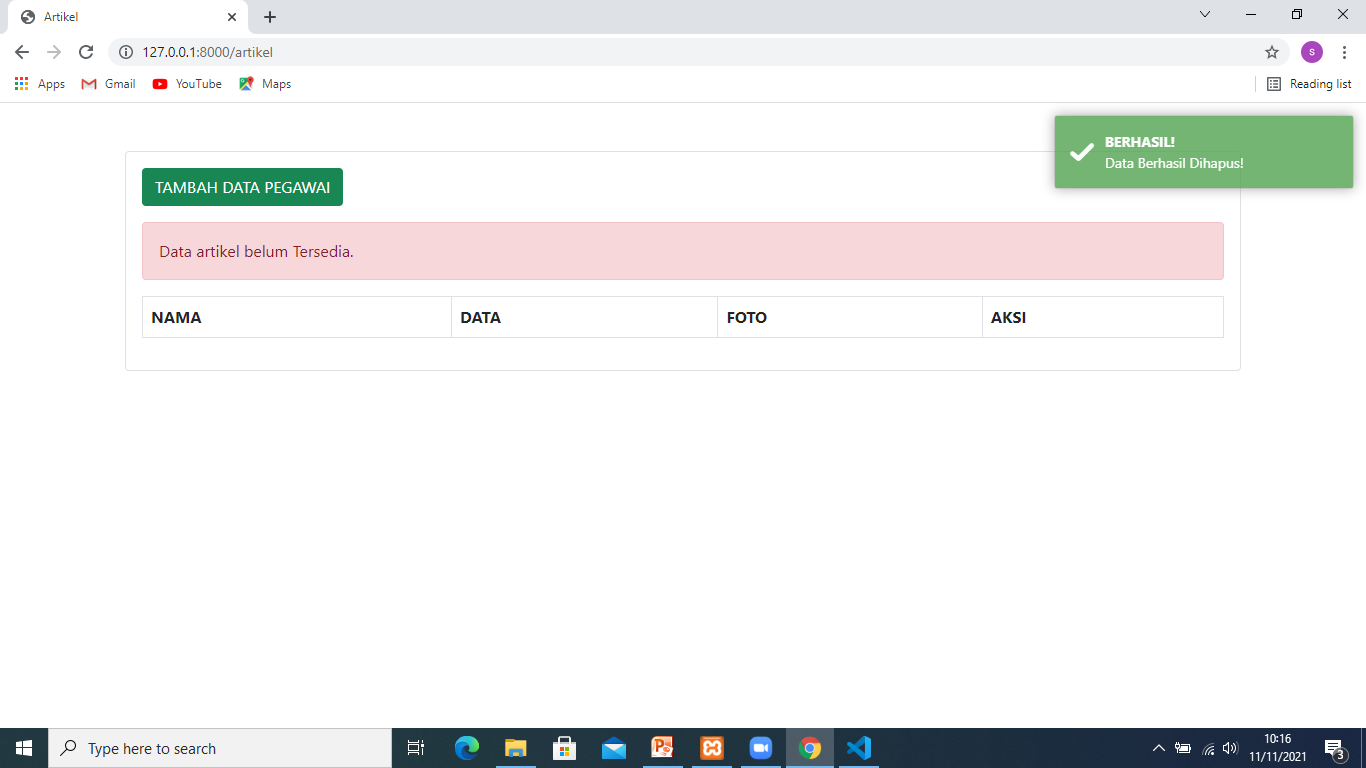 Artikel
127.0.0.1:8000/artikel
s
Apps Gmail YouTube Maps Reading list
BERHASIL!
Data Berhasil Dihapus!
TAMBAH DATA PEGAWAI
Data artikel belum Tersedia.
NAMA DATA FOTO AKSI
Type here to search
10:16
11/11/2021
3